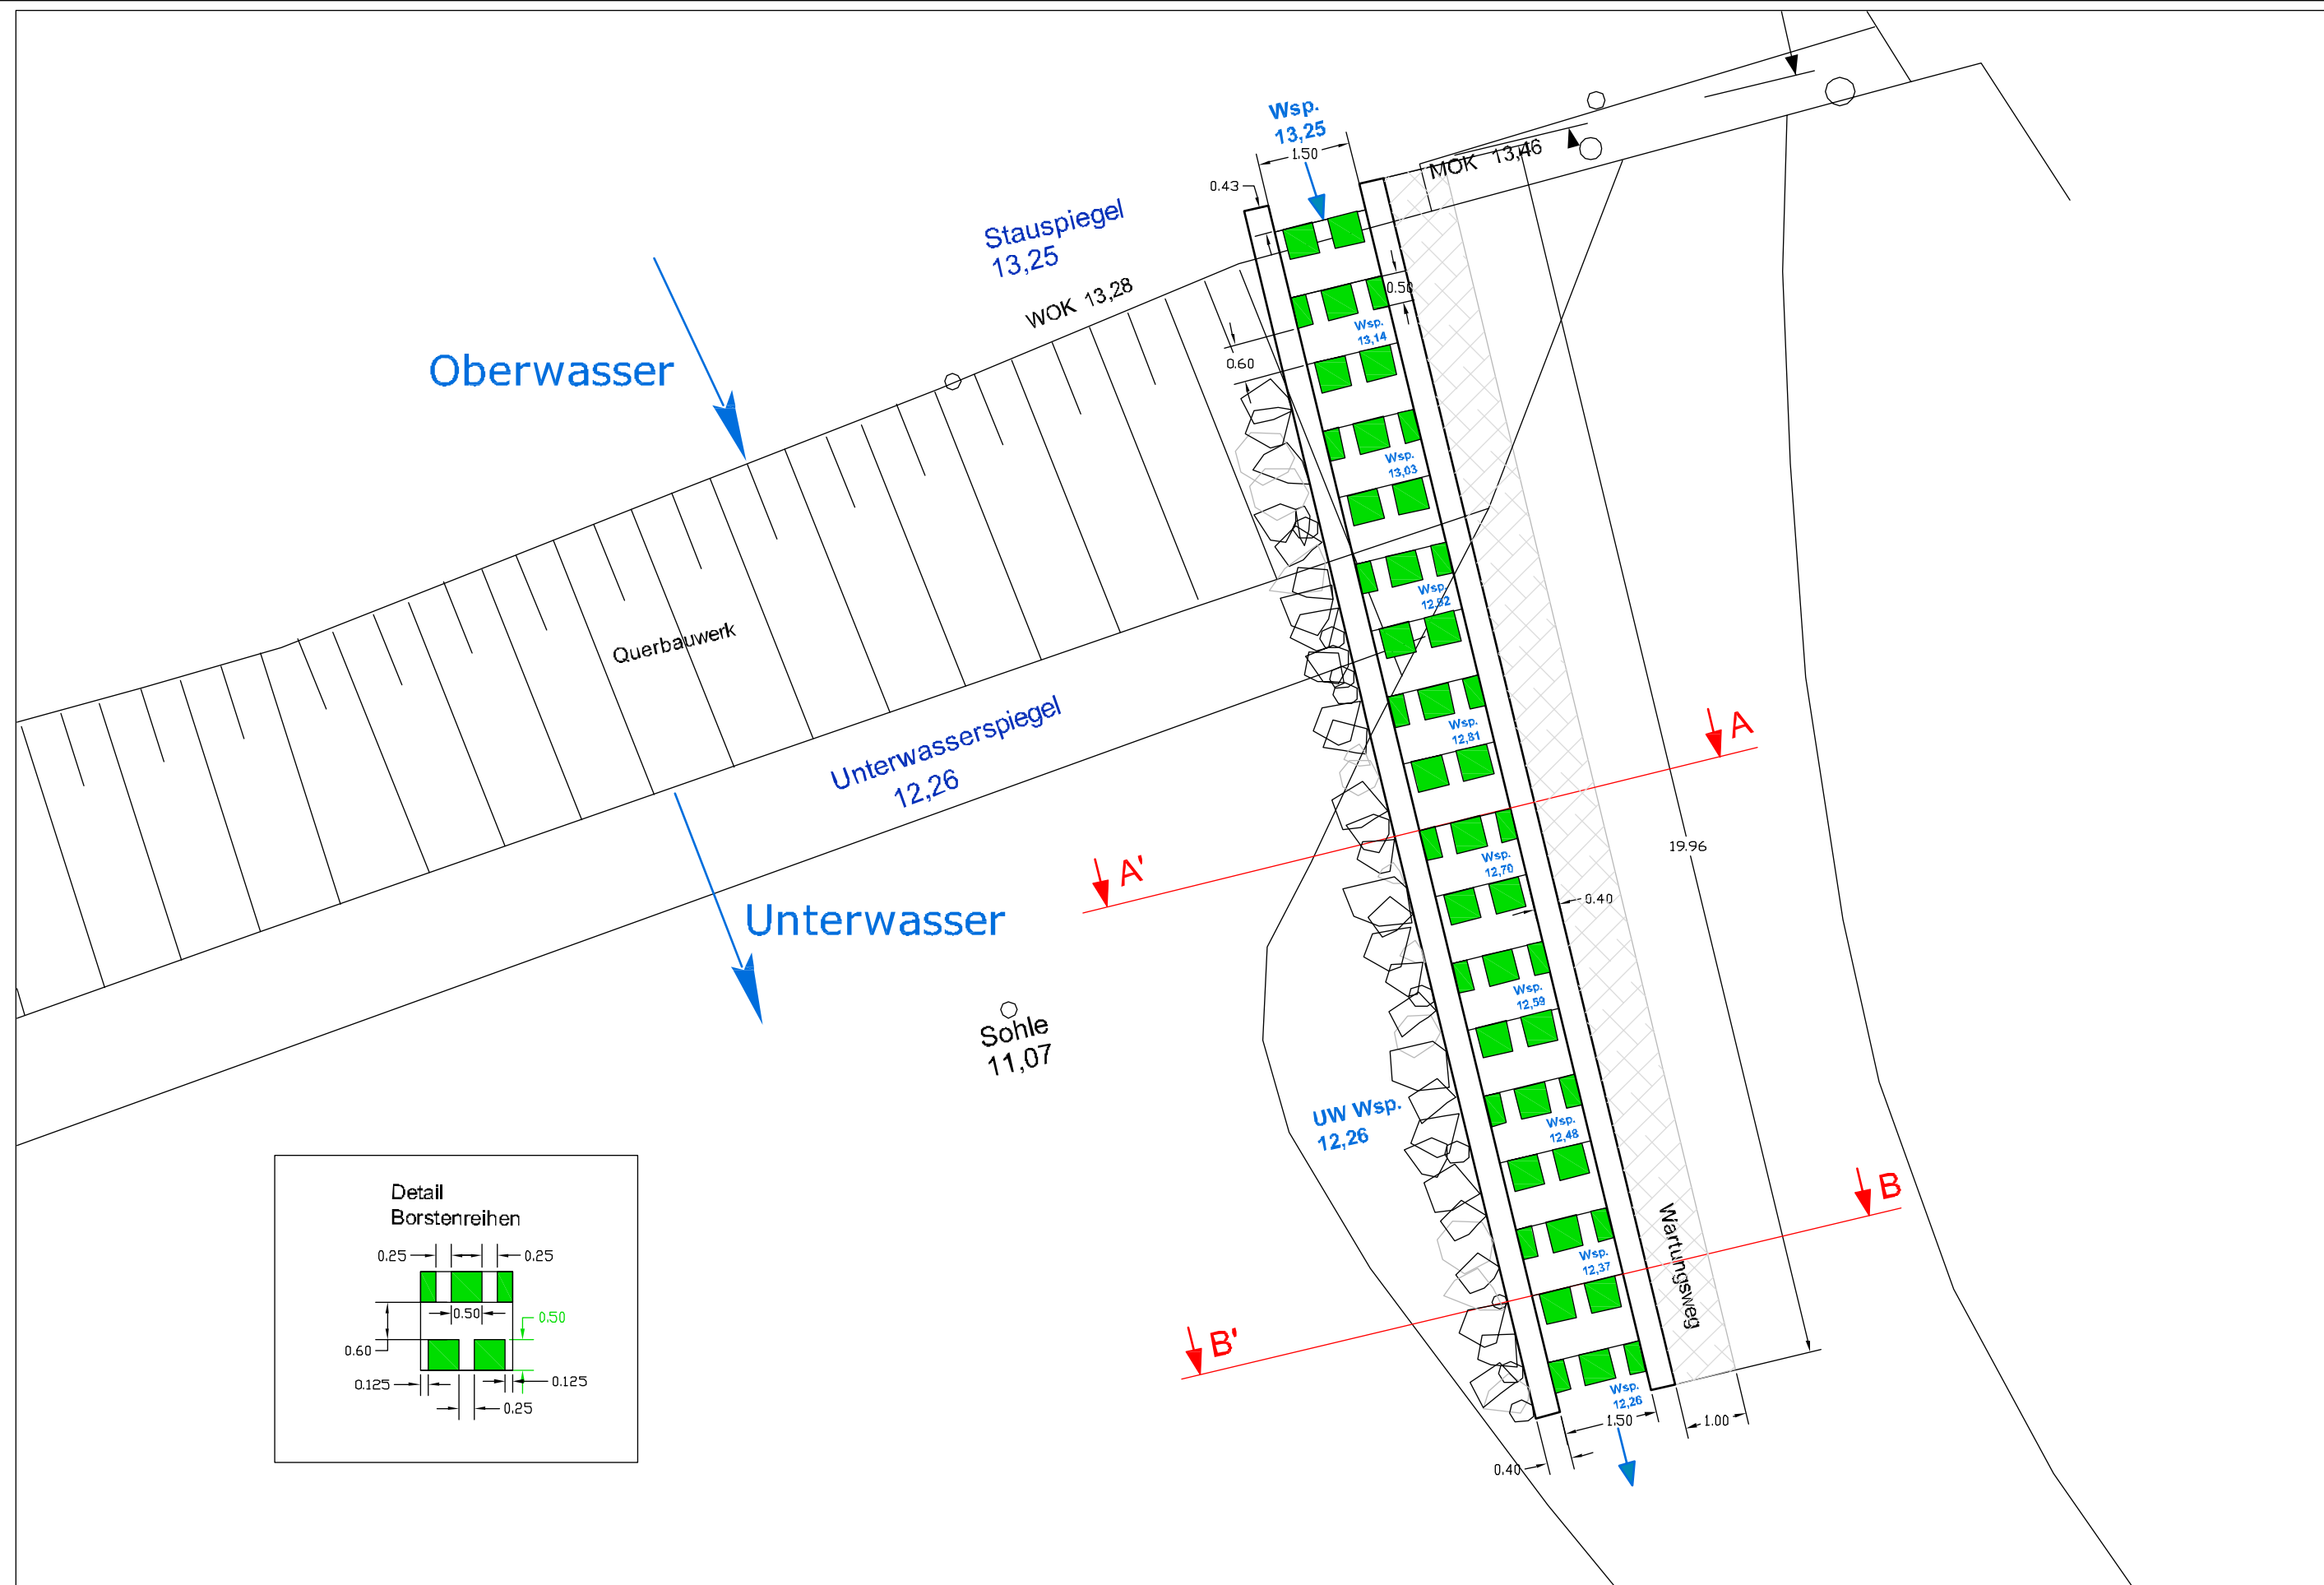 Wsp.
13,25
1.50
MOK 13,46
0.43
Stauspiegel
13,25
WOK 13,28
0.50
Wsp.
13,14
0.60
Oberwasser
Wsp.
13,03
Wsp.
12,92
Querbauwerk
Unterwasserspiegel
12,26
Wsp.
12,81
A
19.96
A'
Wsp.
12,70
0.40
Unterwasser
Wsp.
12,59
Sohle
11,07
UW Wsp.
12,26
Wsp.
12,48
B
Wartungsweg
Wsp.
12,37
B'
Wsp.
12,26
1.50
1.00
0.40
Detail
Borstenreihen
0.25
0.25
0.50
0.50
0.60
0.125
0.125
0.25